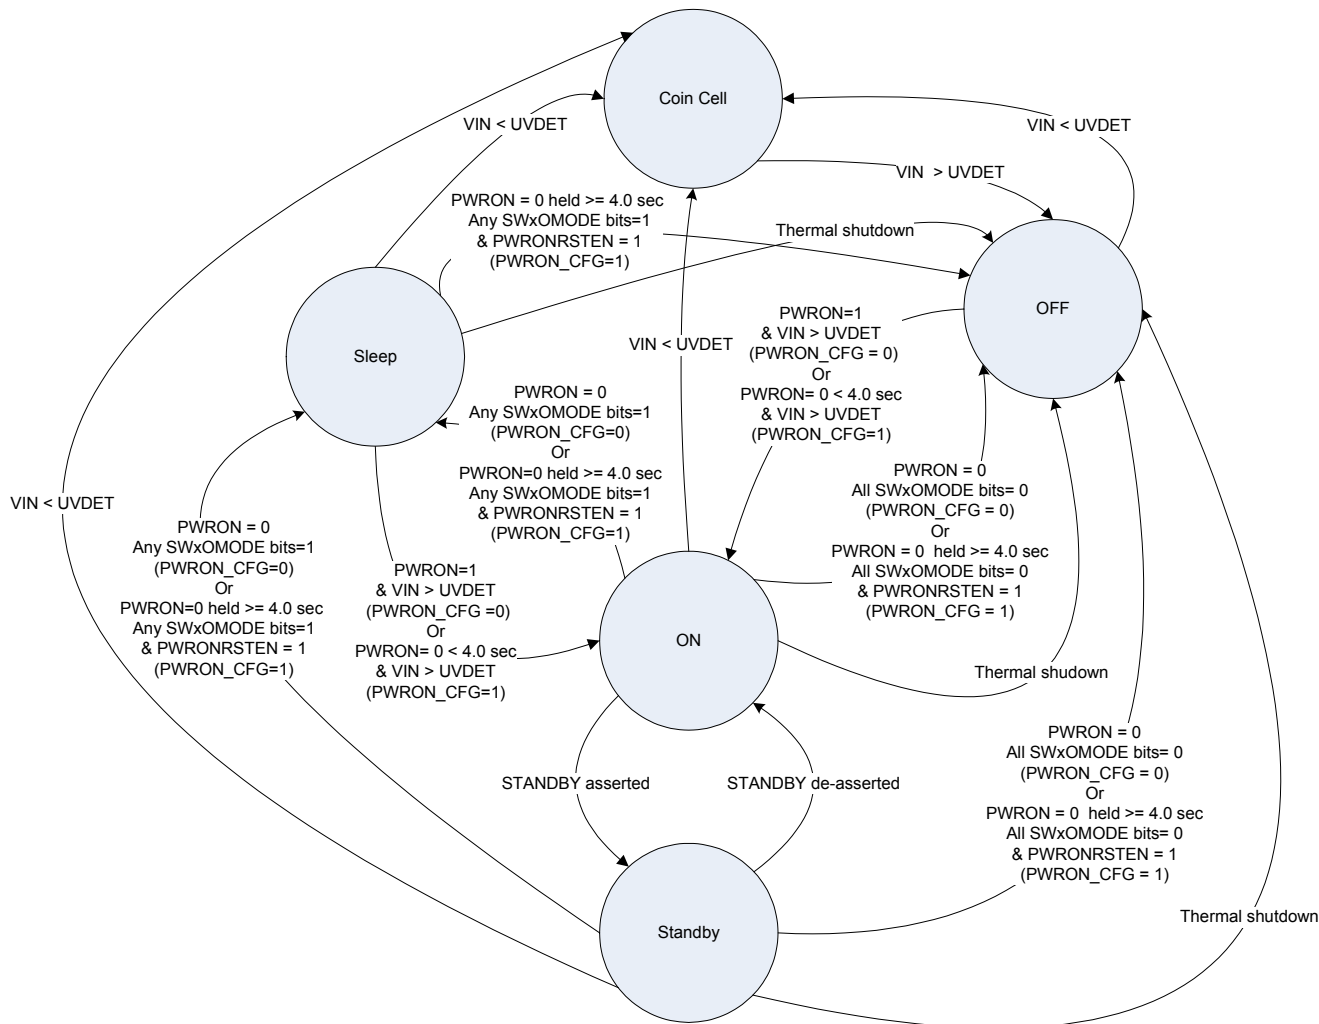 Coin Cell
VIN < UVDET
VIN < UVDET
VIN  > UVDET
PWRON = 0 held >= 4.0 sec
Any SWxOMODE bits=1
& PWRONRSTEN = 1
(PWRON_CFG=1)
Thermal shutdown
OFF
Sleep
PWRON=1
& VIN > UVDET
(PWRON_CFG = 0)
Or
PWRON= 0 < 4.0 sec
& VIN > UVDET
(PWRON_CFG=1)
VIN < UVDET
PWRON = 0
Any SWxOMODE bits=1
(PWRON_CFG=0)
Or
PWRON=0 held >= 4.0 sec
Any SWxOMODE bits=1
& PWRONRSTEN = 1
(PWRON_CFG=1)
PWRON = 0
All SWxOMODE bits= 0
(PWRON_CFG = 0)
Or
PWRON = 0  held >= 4.0 sec
All SWxOMODE bits= 0
& PWRONRSTEN = 1
(PWRON_CFG = 1)
VIN < UVDET
PWRON = 0
Any SWxOMODE bits=1
(PWRON_CFG=0)
Or
PWRON=0 held >= 4.0 sec
Any SWxOMODE bits=1
& PWRONRSTEN = 1
(PWRON_CFG=1)
PWRON=1
& VIN > UVDET
(PWRON_CFG =0)
Or
PWRON= 0 < 4.0 sec
& VIN > UVDET
(PWRON_CFG=1)
ON
Thermal shudown
STANDBY asserted
STANDBY de-asserted
PWRON = 0
All SWxOMODE bits= 0
(PWRON_CFG = 0)
Or
PWRON = 0  held >= 4.0 sec
All SWxOMODE bits= 0
& PWRONRSTEN = 1
(PWRON_CFG = 1)
Standby
Thermal shutdown